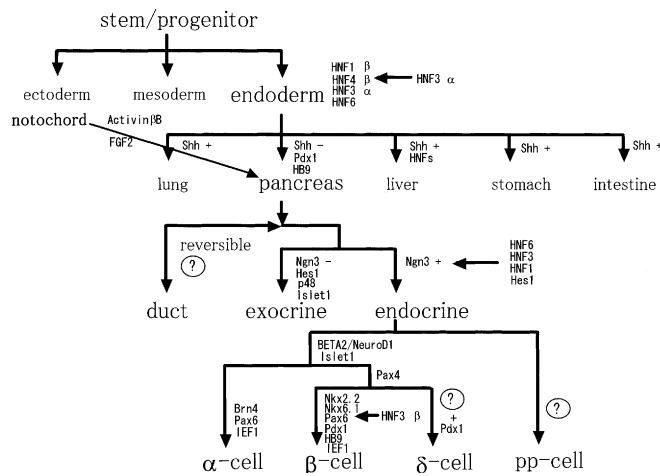 stem/progenitor
HNF1 β
HNF4 β
HNF3 α
HNF3 α
HNF6
ectoderm
mesoderm
endoderm
notochord
ActivinβB
FGF2
Shh +
Shh -
Pdx1
HB9
Shh +
HNFs
Shh +
Shh +
lung
pancreas
liver
stomach
intestine
reversible
?
Ngn3 -
Hes1
p48
Islet1
Ngn3 +
HNF6
HNF3
HNF1
Hes1
duct
exocrine
endocrine
BETA2/NeuroD1
Islet1
Pax4
Brn4
Pax6
IEF1
Nkx2.2
Nkx6.1
Pax6
Pdx1
HB9
IEF1
HNF3 β
?
+
Pdx1
?
α-cell
β-cell
δ-cell
pp-cell